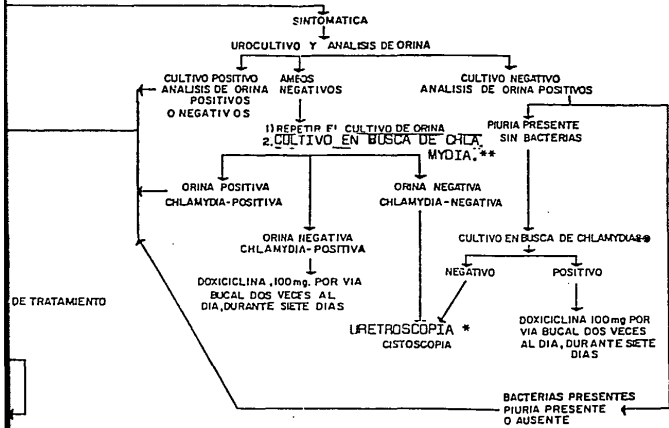 SINTOMATICA
UROCULTIVO Y ANALISIS DE ORINA
CULTIVO POSITIVO
ANALISIS DE ORINA
POSITIVOS
O NEGATIVOS
AMBOS
NEGATIVOS
CULTIVO NEGATIVO
ANALISIS DE ORINA POSITIVOS
1) REPETIR EL CULTIVO DE ORINA
2. CULTIVO EN BUSCA DE CHLA
MYDIA. **
PIURIA PRESENTE
SIN BACTERIAS
ORINA POSITIVA
CHLAMYDIA-POSITIVA
ORINA NEGATIVA
CHLAMYDIA-NEGATIVA
ORINA NEGATIVA
CHLAMYDIA-POSITIVA
CULTIVO EN BUSCA DE CHLAMYDIA**
NEGATIVO
POSITIVO
DOXICICLINA, 100 mg. POR VIA
BUCAL DOS VECES AL
DIA, DURANTE SIETE DIAS
DE TRATAMIENTO
URETROSCOPIA *
CISTOSCOPIA
DOXICICLINA 100 mg POR
VIA BUCAL DOS VECES
AL DIA, DURANTE SIETE
DIAS
BACTERIAS PRESENTES
PIURIA PRESENTE
O AUSENTE